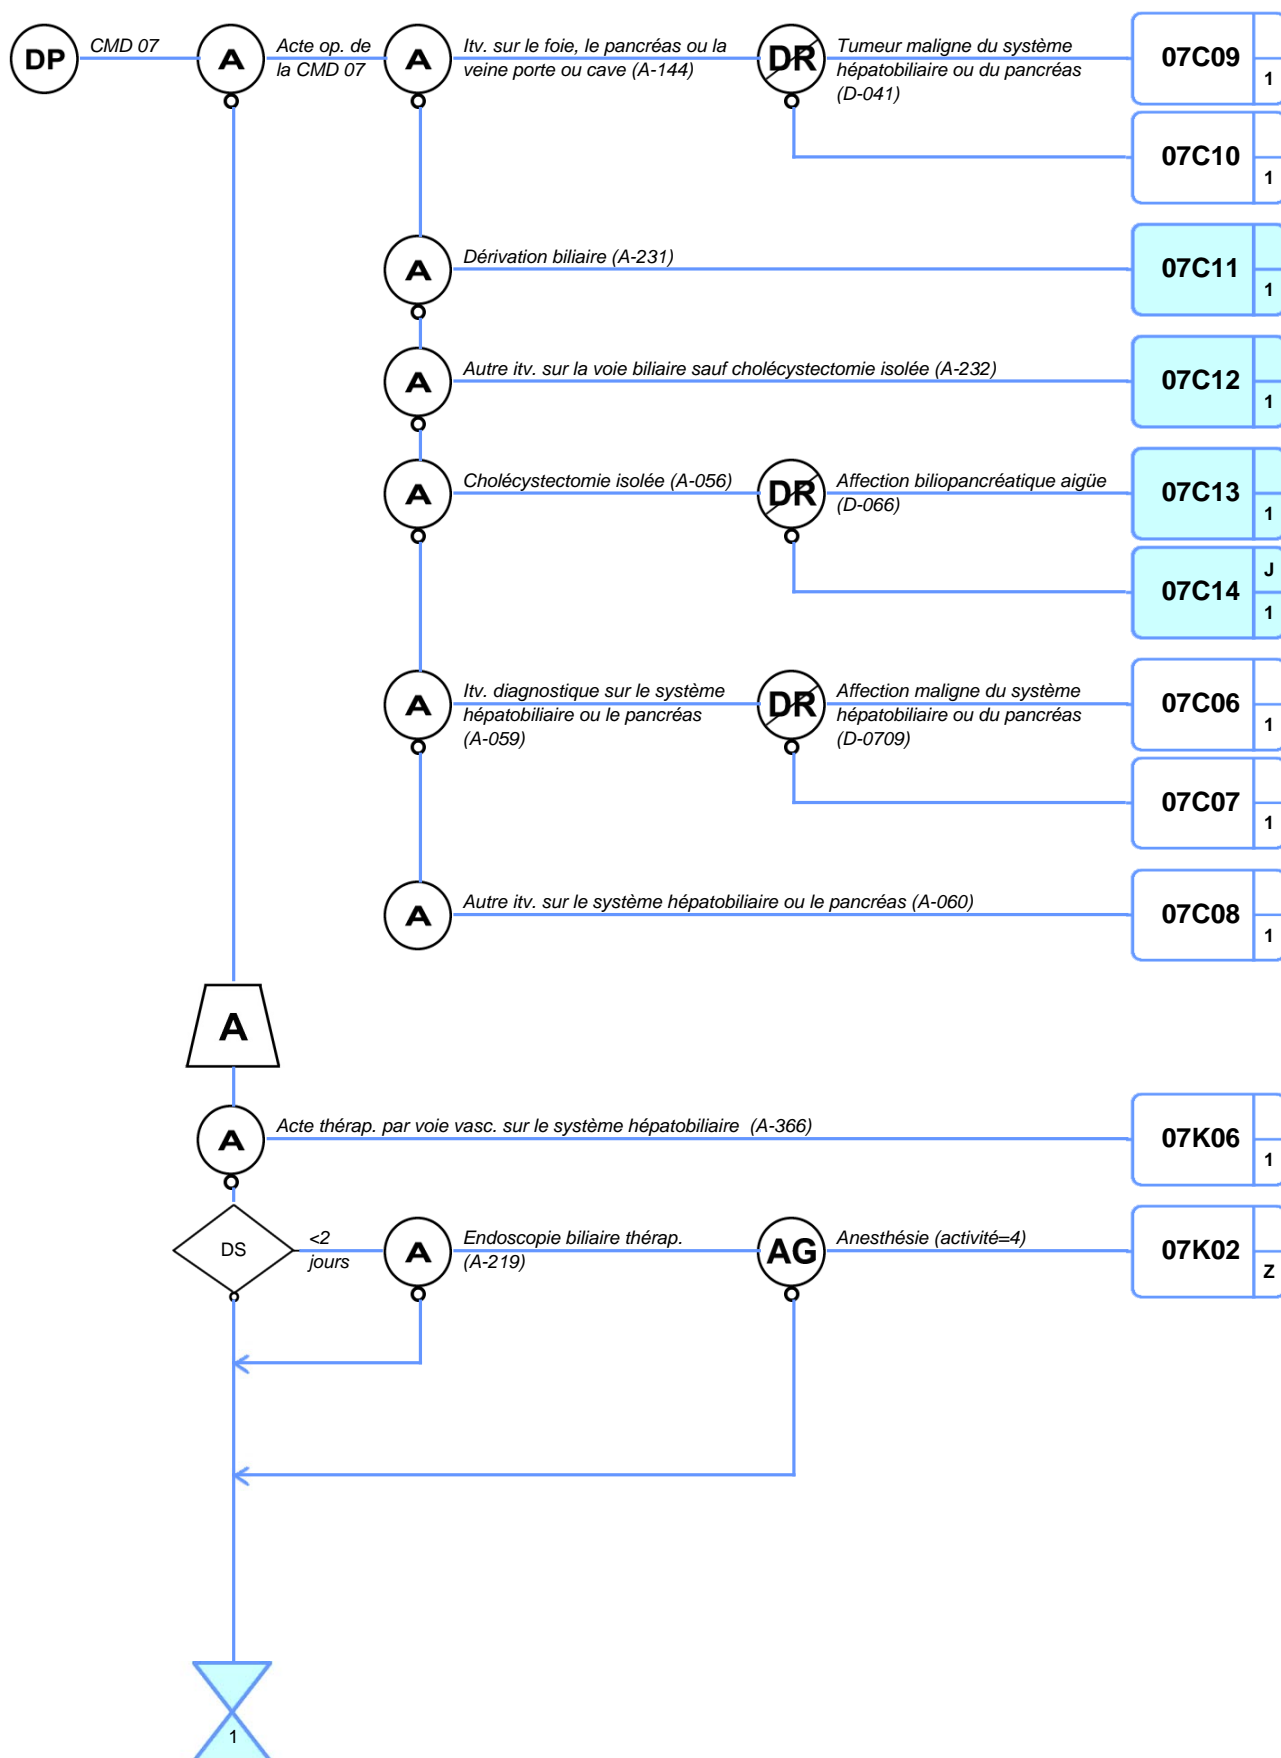 DP
CMD 07
A
Acte op. de
la CMD 07
A
Itv. sur le foie, le pancréas ou la
veine porte ou cave (A-144)
DR
Tumeur maligne du système
hépatobiliaire ou du pancréas
(D-041)
07C09
1
07C10
1
A
Dérivation biliaire (A-231)
07C11
1
A
Autre itv. sur la voie biliaire sauf cholécystectomie isolée (A-232)
07C12
1
A
Cholécystectomie isolée (A-056)
DR
Affection biliopancréatique aigüe
(D-066)
07C13
1
07C14
J
1
A
Itv. diagnostique sur le système
hépatobiliaire ou le pancréas
(A-059)
DR
Affection maligne du système
hépatobiliaire ou du pancréas
(D-0709)
07C06
1
07C07
1
A
Autre itv. sur le système hépatobiliaire ou le pancréas (A-060)
07C08
1
A
A
Acte thérap. par voie vasc. sur le système hépatobiliaire (A-366)
07K06
1
DS
<2
jours
A
Endoscopie biliaire thérap.
(A-219)
AG
Anesthésie (activité=4)
07K02
Z
1